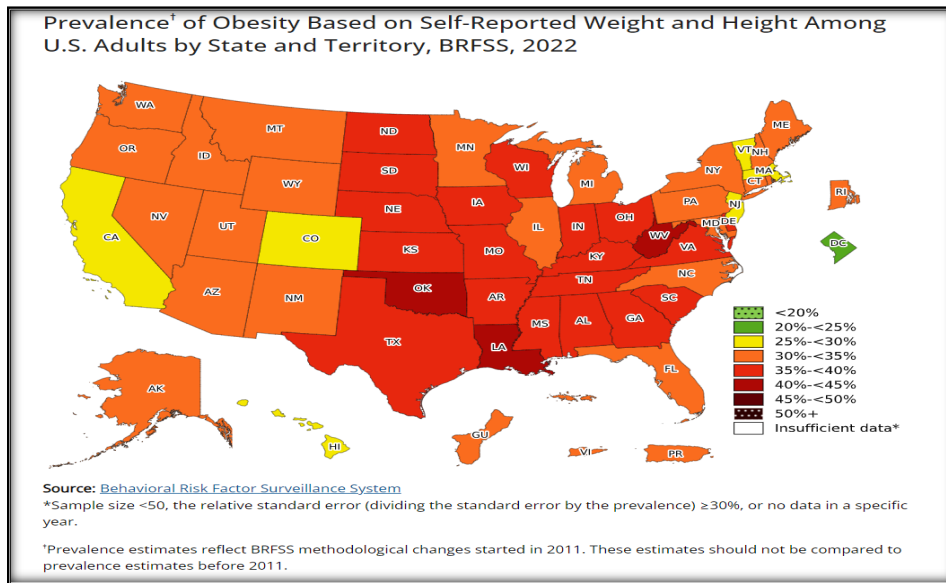 Prevalence† of Obesity Based on Self-Reported Weight and Height Among
U.S. Adults by State and Territory, BRFSS, 2022
WA
MT
ND
MN
ME
OR
ID
SD
WI
VT
NH
WY
MI
NY
MA
CT
RI
NE
IA
PA
NJ
NV
UT
CO
IL
IN
OH
MD
DE
DC
CA
KS
MO
WV
VA
KY
NC
TN
AZ
NM
OK
AR
SC
MS
AL
GA
TX
LA
FL
AK
HI
GU
VI
PR
<20%
20%-<25%
25%-<30%
30%-<35%
35%-<40%
40%-<45%
45%-<50%
50%+
Insufficient data*
Source: Behavioral Risk Factor Surveillance System
*Sample size <50, the relative standard error (dividing the standard error by the prevalence) ≥30%, or no data in a specific
year.
†Prevalence estimates reflect BRFSS methodological changes started in 2011. These estimates should not be compared to
prevalence estimates before 2011.